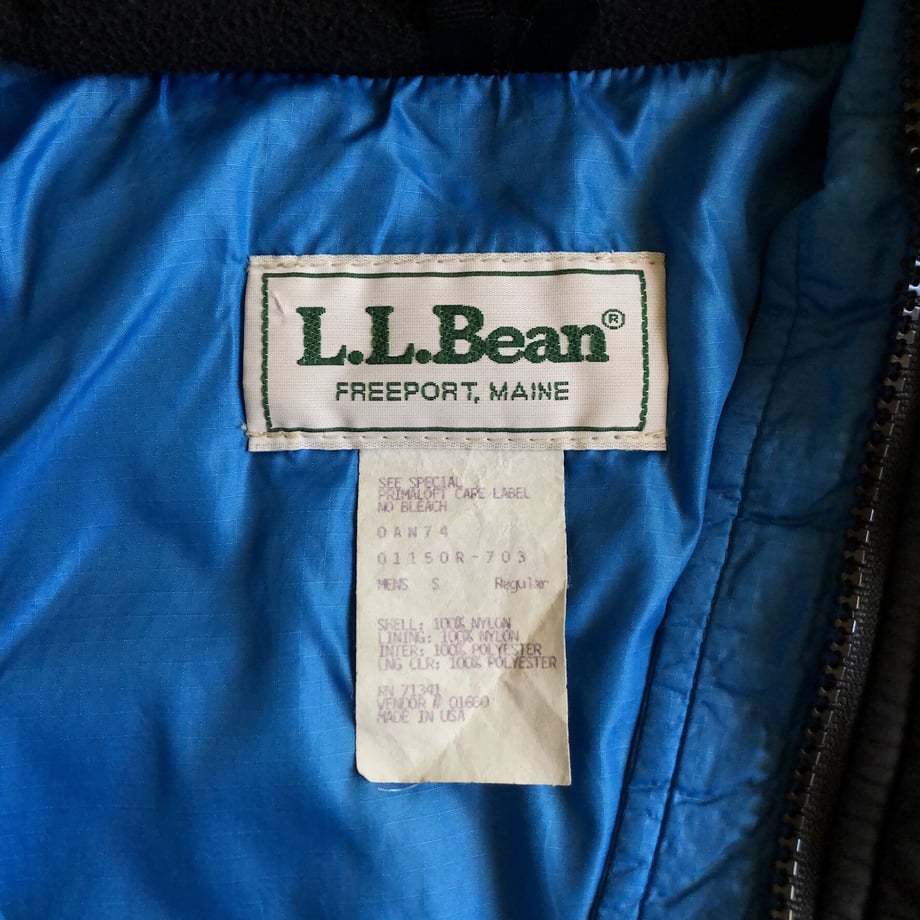 L.L.Bean®
FREEPORT, MAINE
SEE SPECIAL
PRIMALOFT CARE LABEL
NO BLEACH
0AN74
01150R-703
MENS S Regular
SHELL: 100% NYLON
LINING: 100% NYLON
INTER: 100% POLYESTER
LNG CLR: 100% POLYESTER
RN 71341
VENDOR # 01680
MADE IN USA